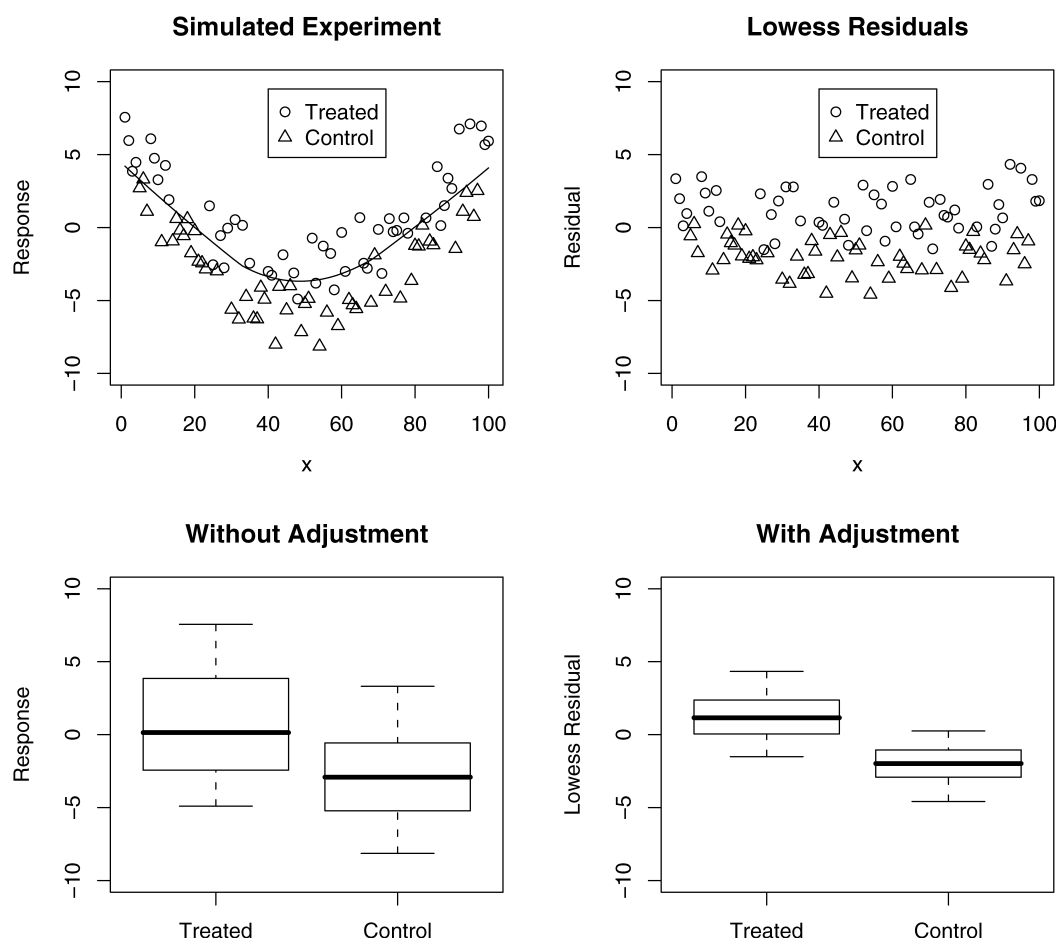 Simulated Experiment
Response
10
5
0
−5
−10
Treated
Control
0 20 40 60 80 100
x
Lowess Residuals
Residual
10
5
0
−5
−10
Treated
Control
0 20 40 60 80 100
x
Without Adjustment
Response
10
5
0
−5
−10
Treated Control
With Adjustment
Lowess Residual
10
5
0
−5
−10
Treated Control